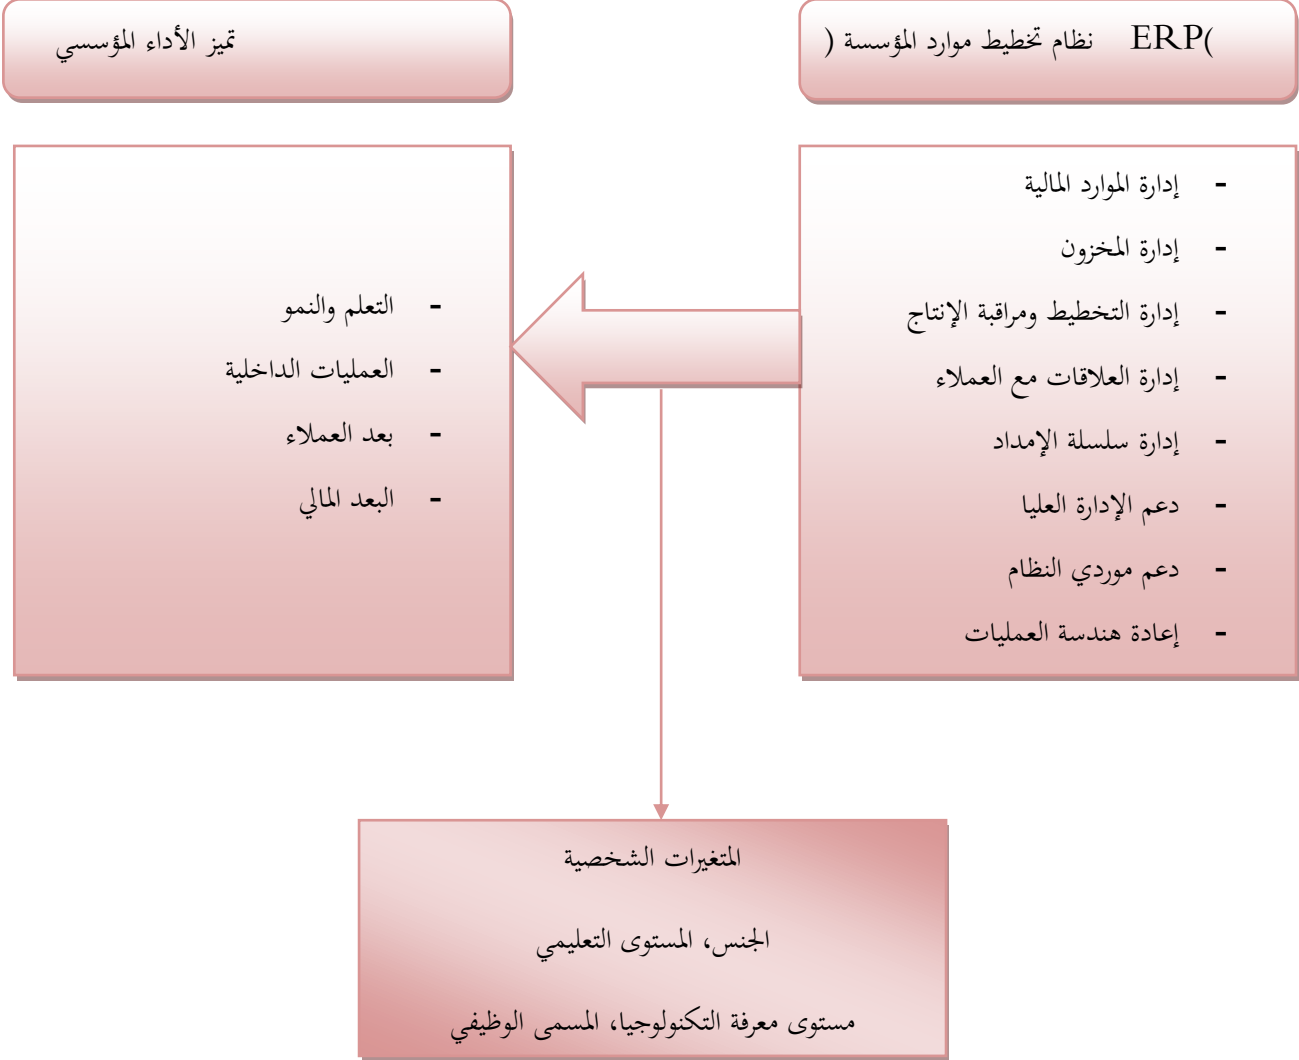 نظام تخطيط موارد المؤسسة (ERP)
- إدارة الموارد المالية
- إدارة المخزون
- إدارة التخطيط ومراقبة الإنتاج
- إدارة العلاقات مع العملاء
- إدارة سلسلة الإمداد
- دعم الإدارة العليا
- دعم موردي النظام
- إعادة هندسة العمليات
تميز الأداء المؤسسي
- التعلم والنمو
- العمليات الداخلية
- بعد العملاء
- البعد المالي
المتغيرات الشخصية
الجنس، المستوى التعليمي
مستوى معرفة التكنولوجيا، المسمى الوظيفي